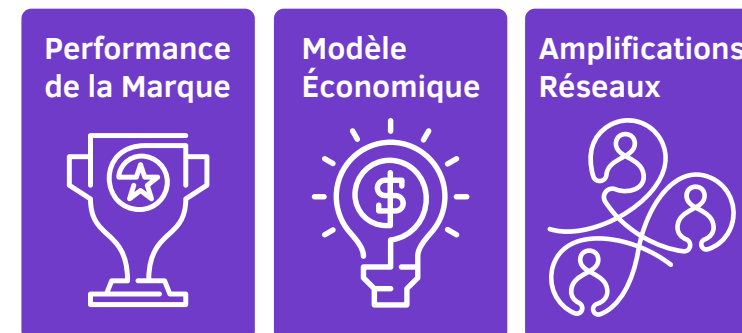 Performance
de la Marque
Modèle
Économique
Amplifications
Réseaux
$